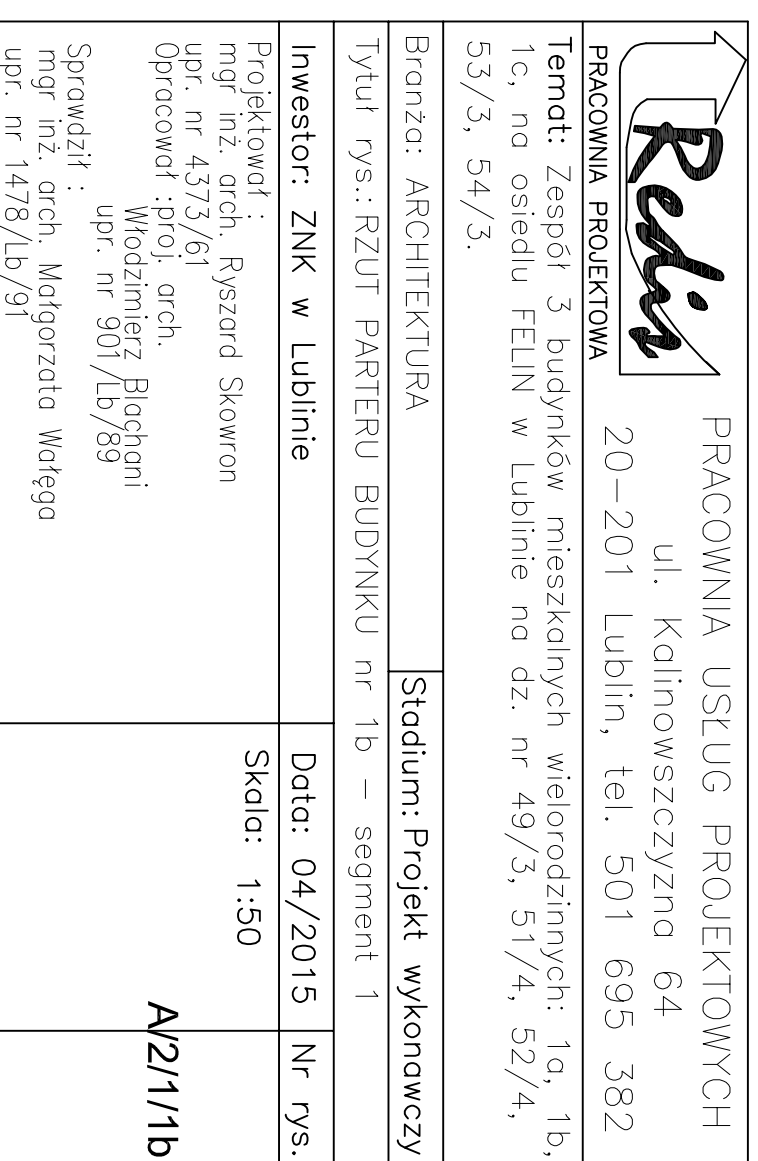 Redis
PRACOWNIA PROJEKTOWA
PRACOWNIA USŁUG PROJEKTOWYCH
ul. Kalinowszczyzna 64
20-201 Lublin, tel. 501 695 382
Temat: Zespół 3 budynków mieszkalnych wielorodzinnych: 1a, 1b,
1c, na osiedlu FELIN w Lublinie na dz. nr 49/3, 51/4, 52/4,
53/3, 54/3.
Branża: ARCHITEKTURA
Stadium: Projekt wykonawczy
Tytuł rys.: RZUT PARTERU BUDYNKU nr 1b – segment 1
Inwestor: ZNK w Lublinie
Data: 04/2015
Nr rys.
Projektował :
mgr inż. arch. Ryszard Skowron
upr. nr 4373/61
Opracował :proj. arch.
Włodzimierz Blachani
upr. nr 901/Lb/89
Sprawdził :
mgr inż. arch. Małgorzata Wałęga
upr. nr 1478/Lb/91
Skala: 1:50
A/2/1/1b